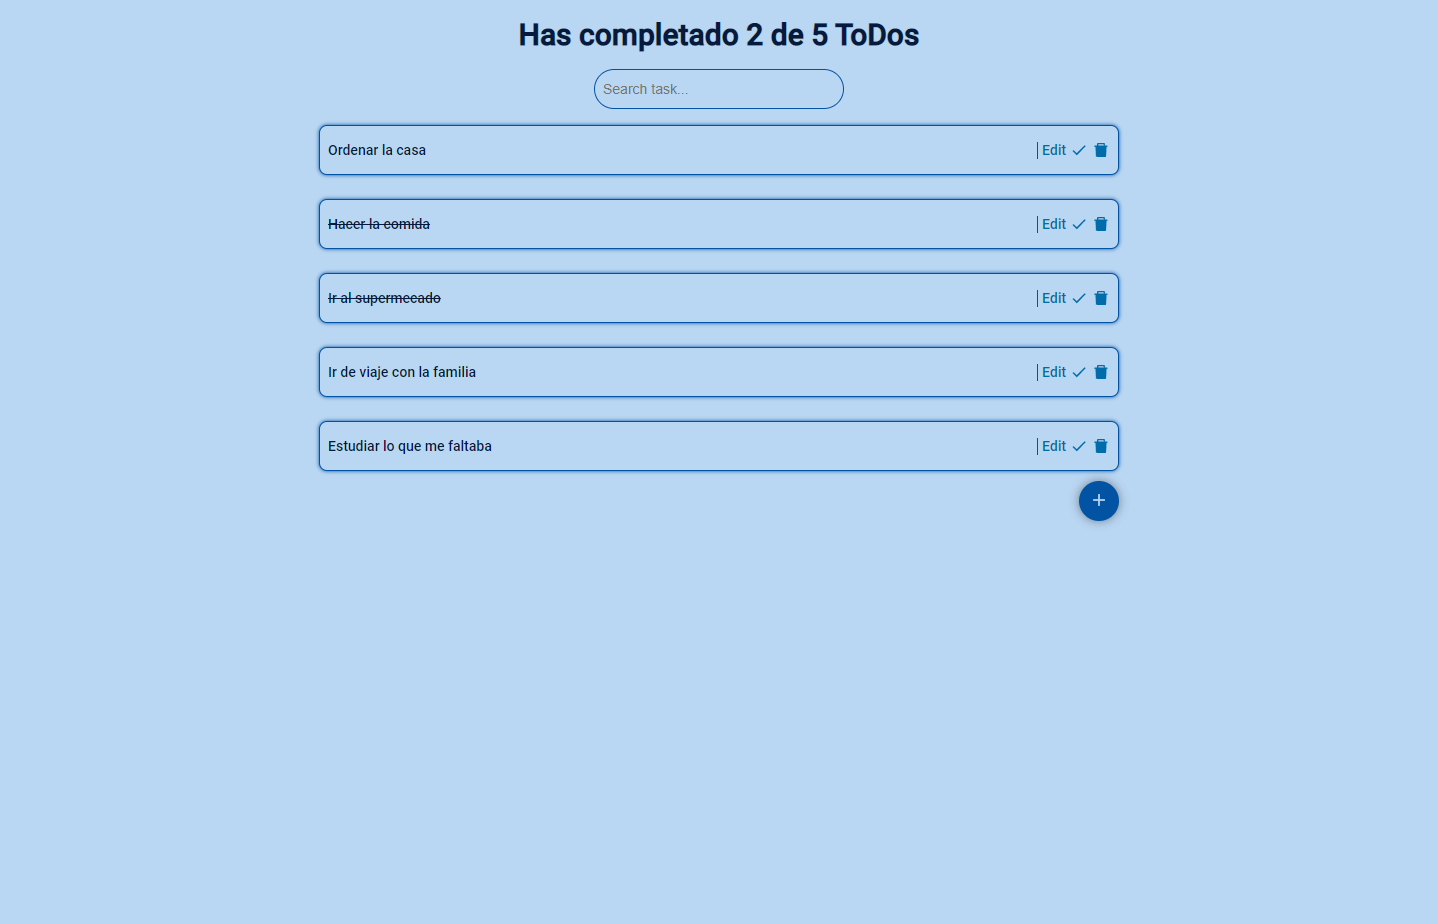 Has completado 2 de 5 ToDos
Search task...
Ordenar la casa | Edit
Hacer la comida | Edit
Ir al supermecado | Edit
Ir de viaje con la familia | Edit
Estudiar lo que me faltaba | Edit
+